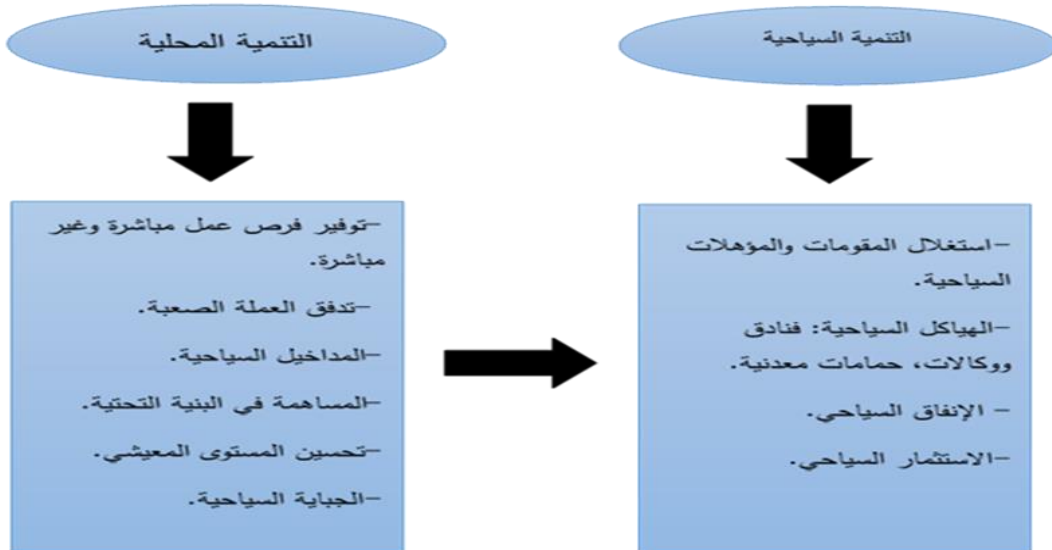 التنمية السياحية
-استغلال المقومات والمؤهلات
السياحية.
-الهياكل السياحية: فنادق
ووكالات، حمامات معدنية.
- الإنفاق السياحي.
-الاستثمار السياحي.
التنمية المحلية
-توفير فرص عمل مباشرة وغير
مباشرة.
-تدفق العملة الصعبة.
-المداخيل السياحية.
-المساهمة في البنية التحتية.
-تحسين المستوى المعيشي.
-الجباية السياحية.